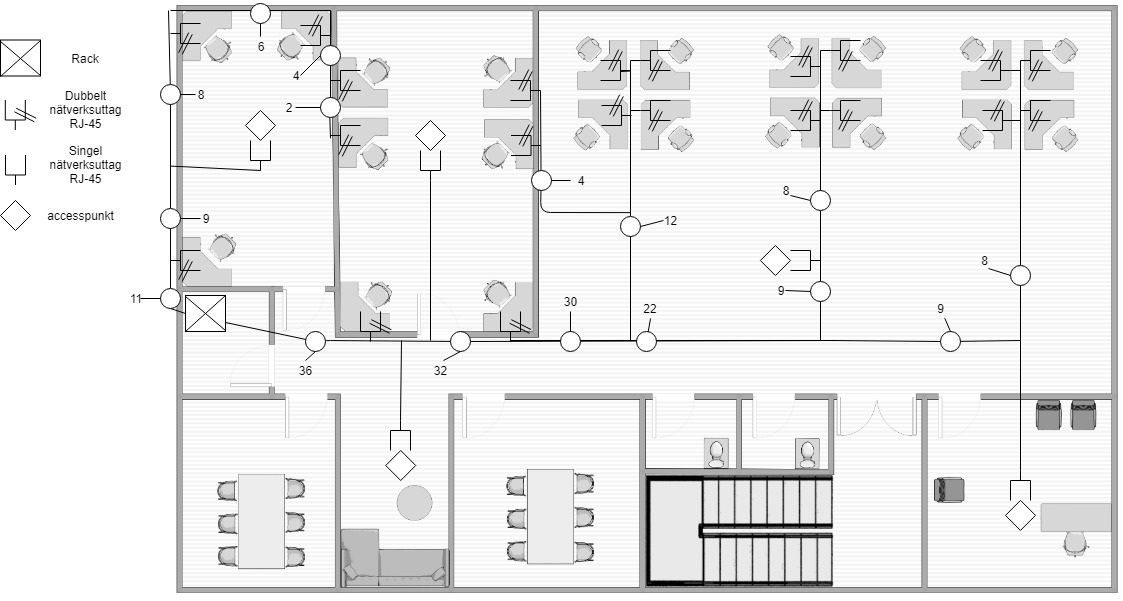 Rack
Dubbelt
nätverksuttag
RJ-45
Singel
nätverksuttag
RJ-45
accesspunkt
6
4
8
2
4
9
12
8
8
11
9
30
22
9
36
32